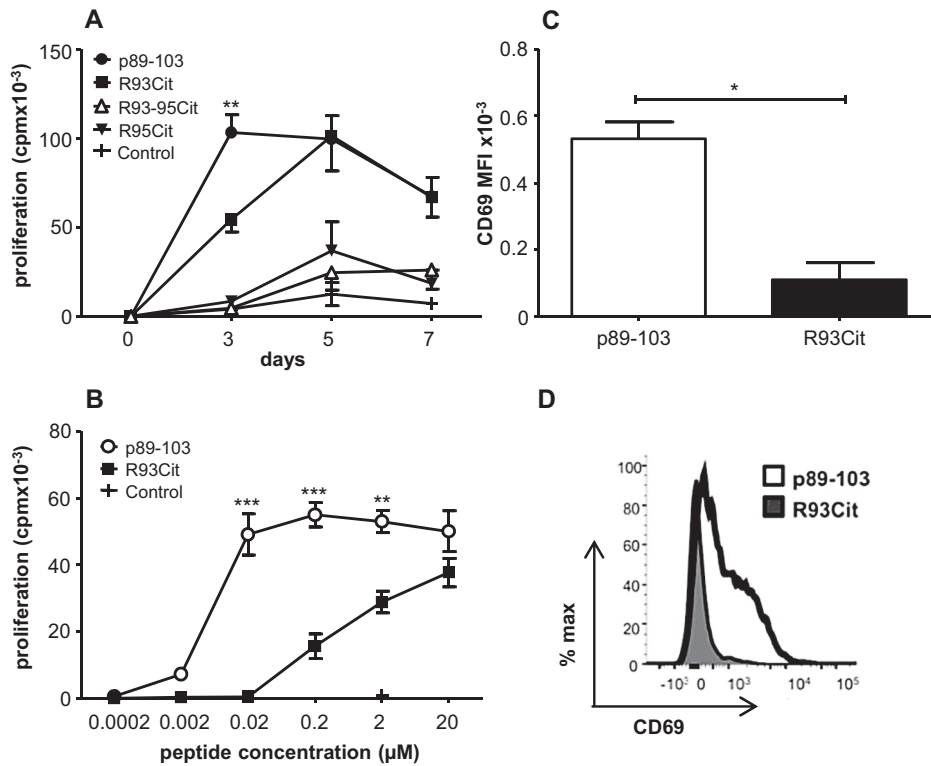 A
proliferation (cpmx10-3)
150
100
50
0
p89-103
R93Cit
R93-95Cit
R95Cit
Control
**
0 3 5 7
days
C
CD69 MFI x10-3
0.8
0.6
0.4
0.2
0
*
p89-103 R93Cit
B
proliferation (cpmx10-3)
80
60
40
20
0
p89-103
R93Cit
Control
*** *** **
0.0002 0.002 0.02 0.2 2 20
peptide concentration (µM)
D
% max
100
80
60
40
20
0
p89-103
R93Cit
-103 0 103 104 105
CD69